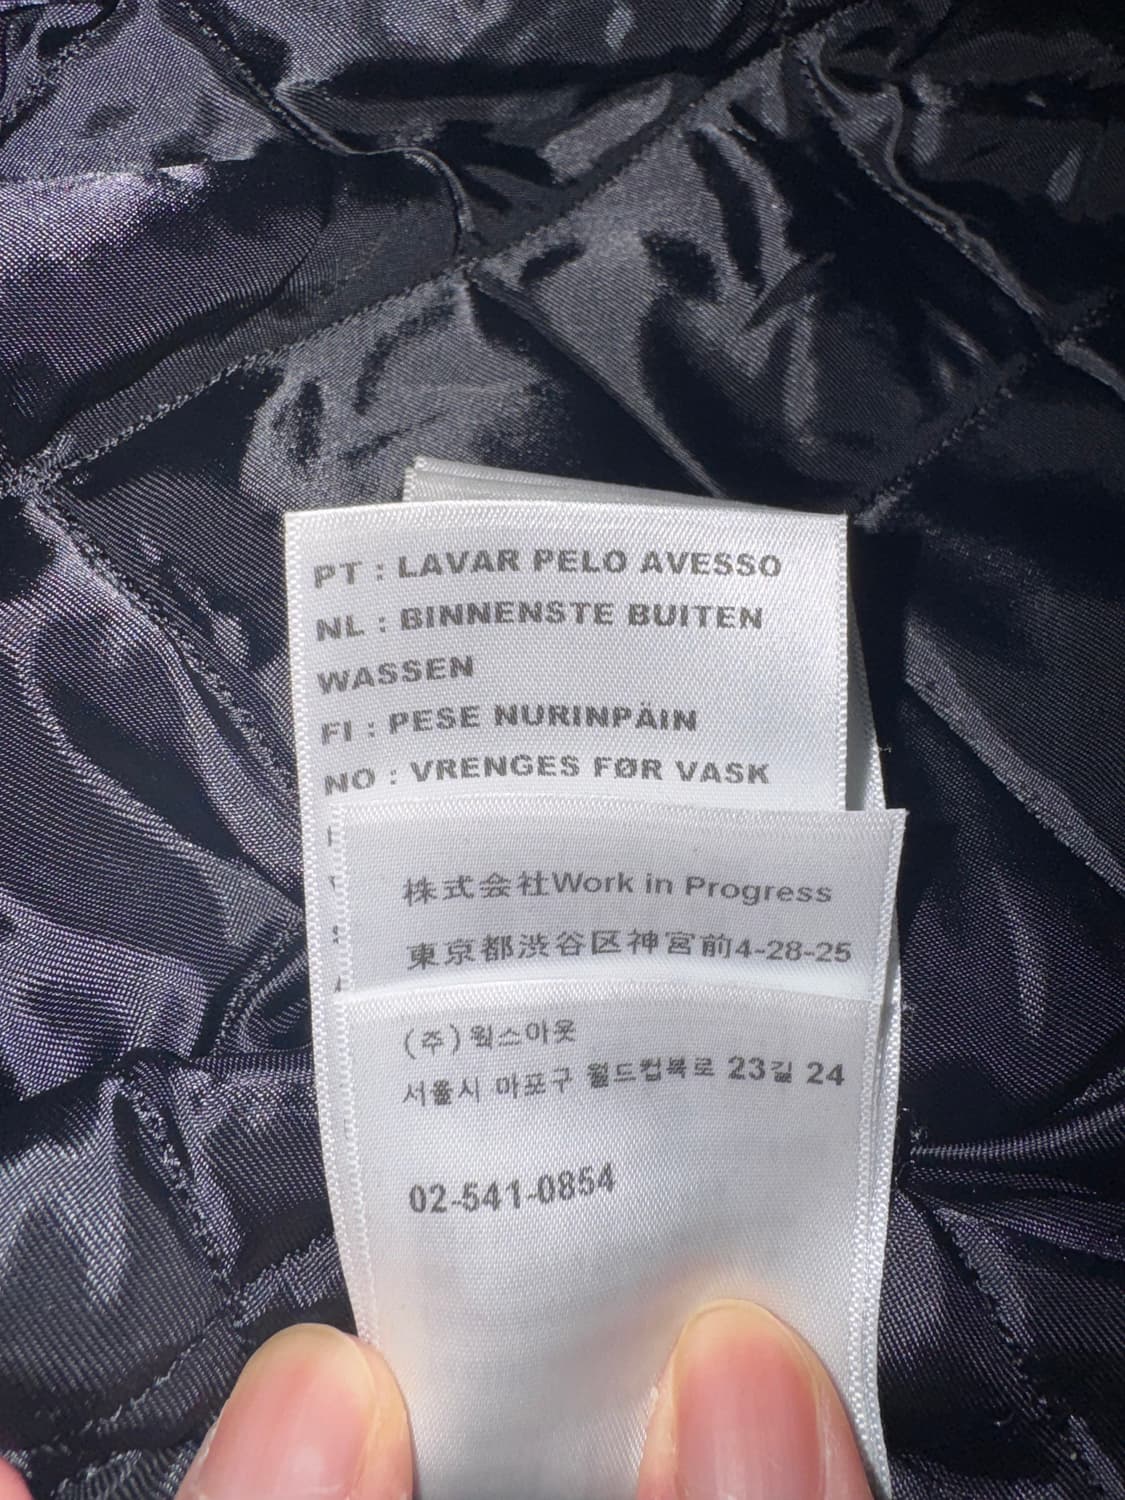 PT : LAVAR PELO AVESSO
NL : BINNENSTE BUITEN
WASSEN
FI : PESE NURINPÄIN
NO : VRENGES FØR VASK
株式会社Work in Progress
東京都渋谷区神宮前4-28-25
(주) 웍스아웃
서울시 마포구 월드컵북로 23길 24
02-541-0854